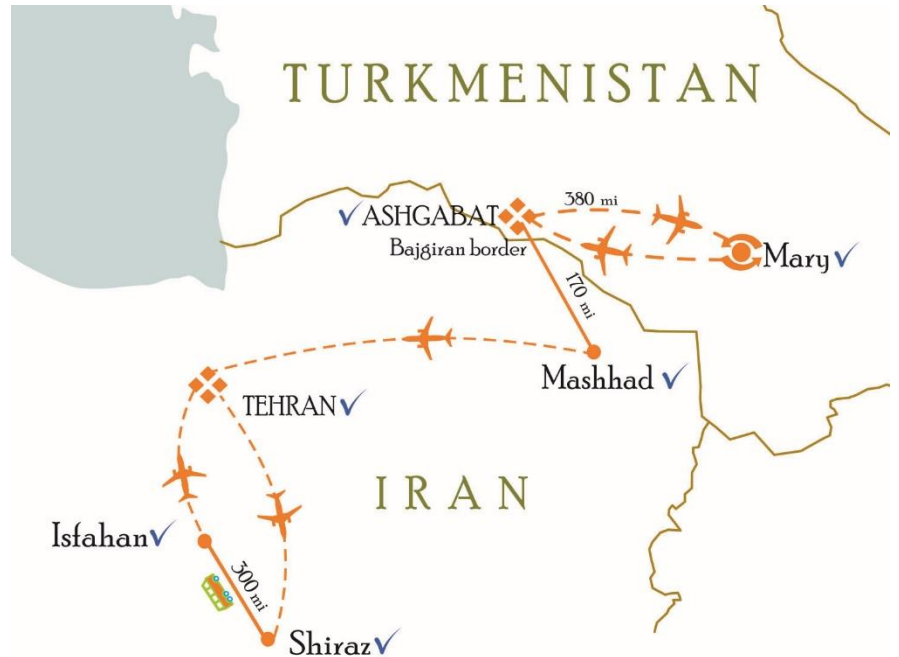 TURKMENISTAN
380 mi
ASHGABAT
Bajgiran border
Mary
170 mi
Mashhad
TEHRAN
IRAN
Isfahan
300 mi
Shiraz